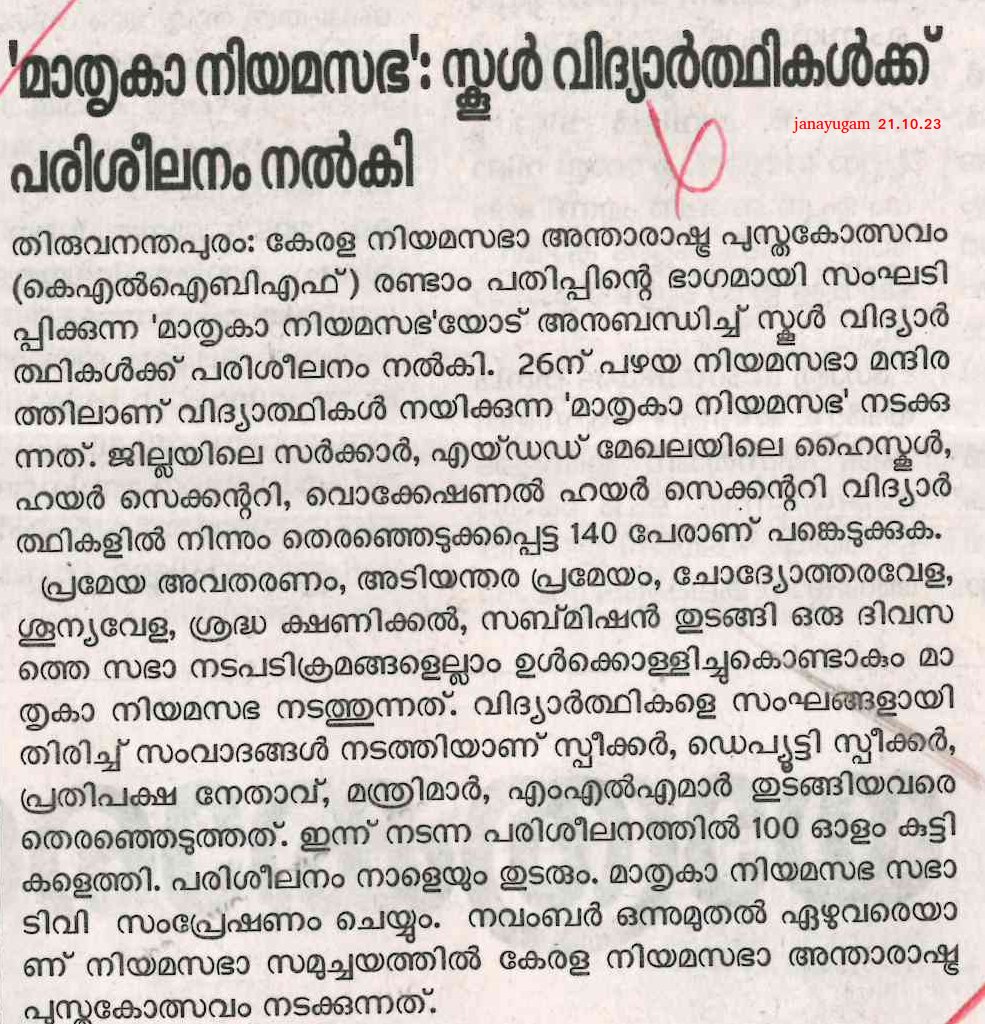 'മാതൃകാ നിയമസഭ': സ്കൂൾ വിദ്യാർത്ഥികൾക്ക്
janayugam 21.10.23
പരിശീലനം നൽകി
തിരുവനന്തപുരം: കേരള നിയമസഭാ അന്താരാഷ്ട്ര പുസ്തകോത്സവം
(കെഎൽഐബിഎഫ്) രണ്ടാം പതിപ്പിന്റെ ഭാഗമായി സംഘടി
പ്പിക്കുന്ന 'മാതൃകാ നിയമസഭ'യോട് അനുബന്ധിച്ച് സ്കൂൾ വിദ്യാർ
ത്ഥികൾക്ക് പരിശീലനം നൽകി. 26ന് പഴയ നിയമസഭാ മന്ദിര
ത്തിലാണ് വിദ്യാത്ഥികൾ നയിക്കുന്ന 'മാതൃകാ നിയമസഭ' നടക്കു
ന്നത്. ജില്ലയിലെ സർക്കാർ, എയ്ഡഡ് മേഖലയിലെ ഹൈസ്കൂൾ,
ഹയർ സെക്കന്ററി, വൊക്കേഷണൽ ഹയർ സെക്കന്ററി വിദ്യാർ
ത്ഥികളിൽ നിന്നും തെരഞ്ഞെടുക്കപ്പെട്ട 140 പേരാണ് പങ്കെടുക്കുക.
പ്രമേയ അവതരണം, അടിയന്തര പ്രമേയം, ചോദ്യോത്തരവേള,
ശൂന്യവേള, ശ്രദ്ധ ക്ഷണിക്കൽ, സബ്മിഷൻ തുടങ്ങി ഒരു ദിവസ
ത്തെ സഭാ നടപടിക്രമങ്ങളെല്ലാം ഉൾക്കൊള്ളിച്ചുകൊണ്ടാകും മാ
തൃകാ നിയമസഭ നടത്തുന്നത്. വിദ്യാർത്ഥികളെ സംഘങ്ങളായി
തിരിച്ച് സംവാദങ്ങൾ നടത്തിയാണ് സ്പീക്കർ, ഡെപ്യൂട്ടി സ്പീക്കർ,
പ്രതിപക്ഷ നേതാവ്, മന്ത്രിമാർ, എംഎൽഎമാർ തുടങ്ങിയവരെ
തെരഞ്ഞെടുത്തത്. ഇന്ന് നടന്ന പരിശീലനത്തിൽ 100 ഓളം കുട്ടി
കളെത്തി. പരിശീലനം നാളെയും തുടരും. മാതൃകാ നിയമസഭ സഭാ
ടിവി സംപ്രേഷണം ചെയ്യും. നവംബർ ഒന്നുമുതൽ ഏഴുവരെയാ
ണ് നിയമസഭാ സമുച്ചയത്തിൽ കേരള നിയമസഭാ അന്താരാഷ്ട്ര
പുസ്തകോത്സവം നടക്കുന്നത്.